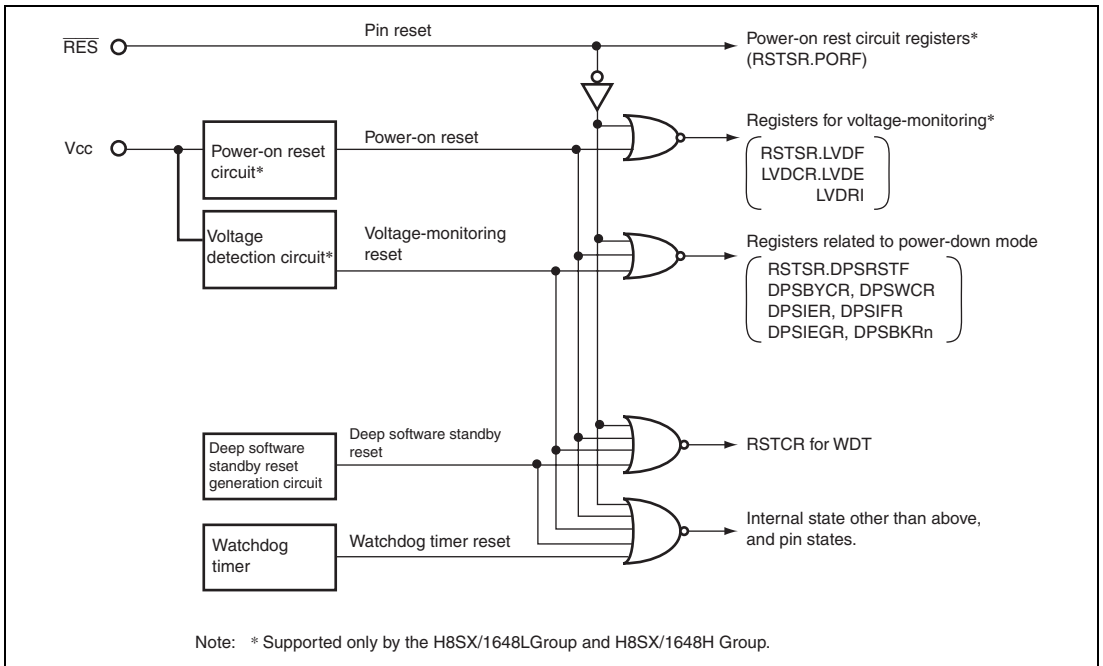 RES
Pin reset
Power-on rest circuit registers*
(RSTSR.PORF)
Vcc
Power-on reset
circuit*
Power-on reset
Registers for voltage-monitoring*
RSTSR.LVDF
LVDCR.LVDE
LVDRI
Voltage
detection circuit*
Voltage-monitoring
reset
Registers related to power-down mode
RSTSR.DPSRSTF
DPSBYCR, DPSWCR
DPSIER, DPSIFR
DPSIEGR, DPSBKRn
Deep software
standby reset
generation circuit
Deep software standby
reset
RSTCR for WDT
Watchdog
timer
Watchdog timer reset
Internal state other than above,
and pin states.
Note: * Supported only by the H8SX/1648LGroup and H8SX/1648H Group.